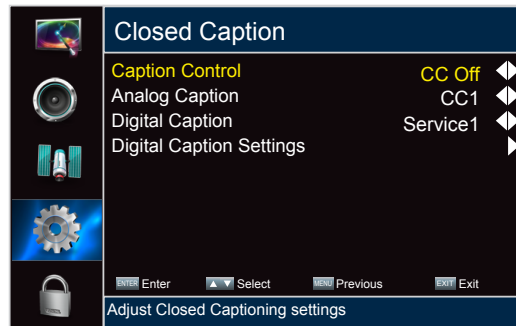 Closed Caption
Caption Control CC Off
Analog Caption CC1
Digital Caption Service1
Digital Caption Settings
ENTER Enter ▲ ▼ Select MENU Previous EXIT Exit
Adjust Closed Captioning settings